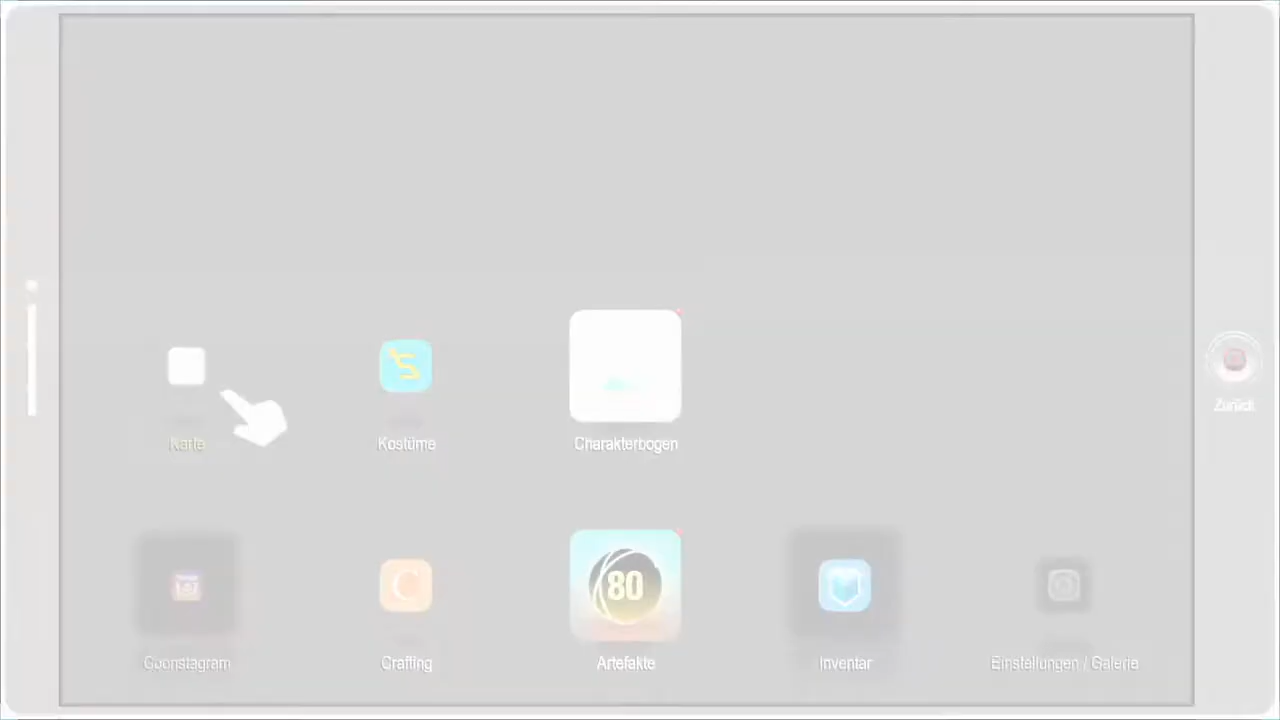 Karte
Kostüme
Charakterbogen
Zurück
C
80
Coonstagram
Crafting
Artefakte
Inventar
Einstellungen / Galerie